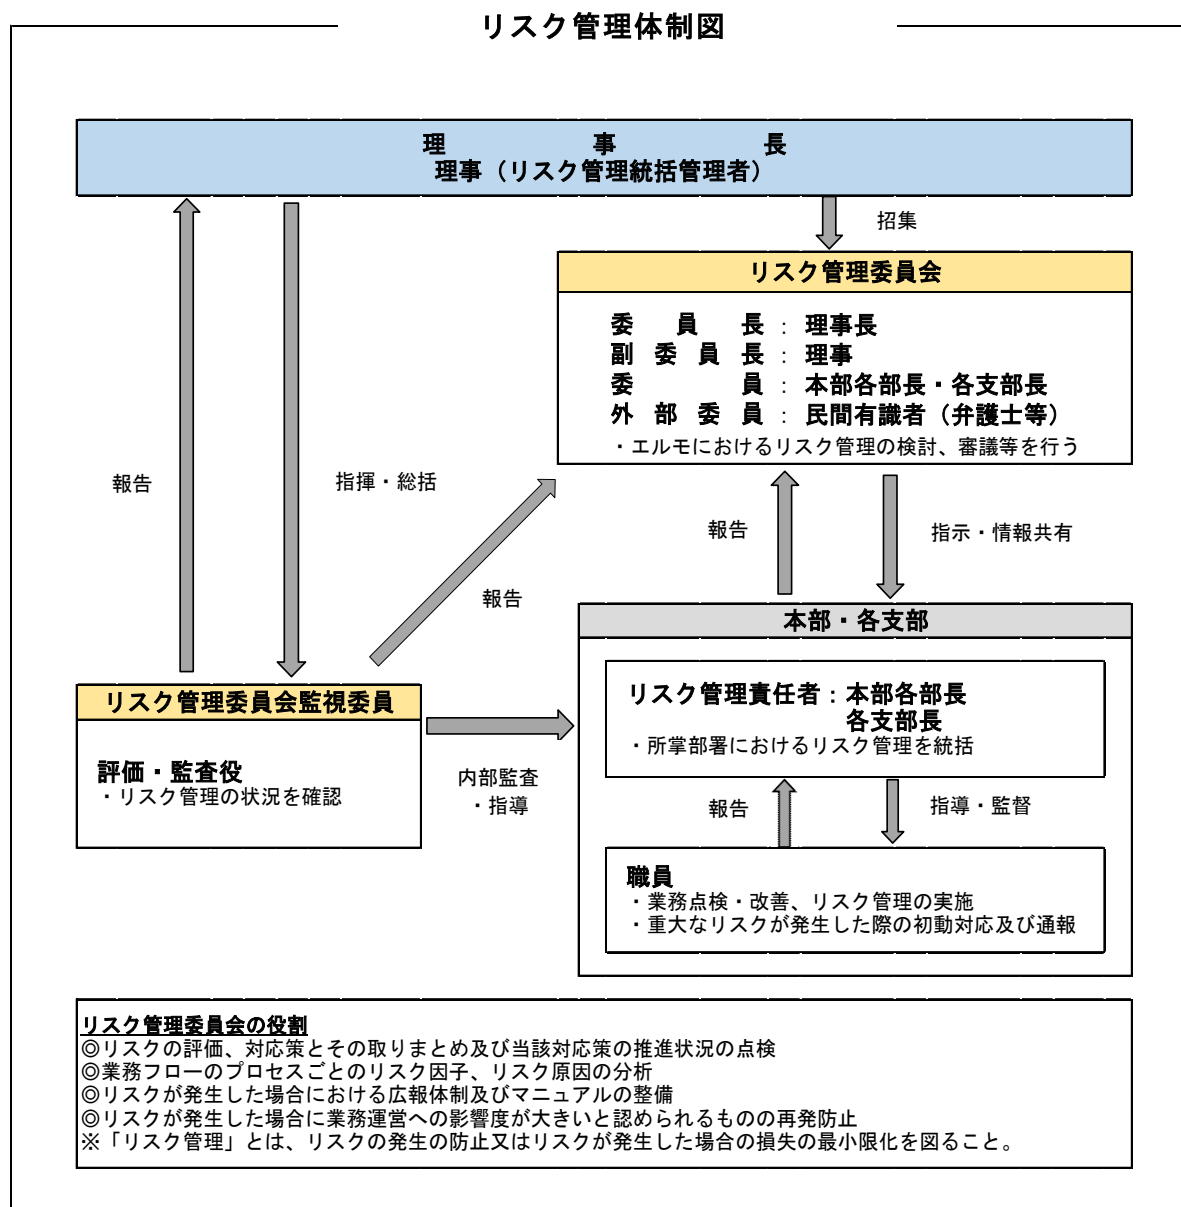 リスク管理体制図
理事長
理事（リスク管理統括管理者）
招集
リスク管理委員会
委員長：理事長
副委員長：理事
委員：本部各部長・各支部長
外部委員：民間有識者（弁護士等）
・エルモにおけるリスク管理の検討、審議等を行う
報告
指揮・総括
報告
報告
指示・情報共有
本部・各支部
リスク管理責任者：本部各部長
各支部長
・所掌部署におけるリスク管理を統括
リスク管理委員会監視委員
評価・監査役
・リスク管理の状況を確認
内部監査
・指導
報告
指導・監督
職員
・業務点検・改善、リスク管理の実施
・重大なリスクが発生した際の初動対応及び通報
リスク管理委員会の役割
◎リスクの評価、対応策とその取りまとめ及び当該対応策の推進状況の点検
◎業務フローのプロセスごとのリスク因子、リスク原因の分析
◎リスクが発生した場合における広報体制及びマニュアルの整備
◎リスクが発生した場合に業務運営への影響度が大きいと認められるものの再発防止
※「リスク管理」とは、リスクの発生の防止又はリスクが発生した場合の損失の最小限化を図ること。